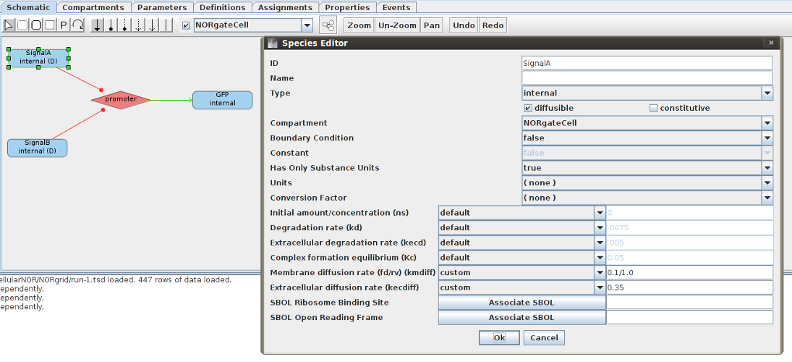 Schematic Compartments Parameters Definitions Assignments Properties Events
P NORgateCell Zoom Un-Zoom Pan Undo Redo
SignalA
internal (D)
promoter
GFP
internal
SignalB
internal (D)
ellularNOR/NORgrid/run-1.tsd loaded. 447 rows of data loaded.
ependently.
ependently.
ependently.
Species Editor
ID SignalA
Name
Type internal
diffusible constitutive
Compartment NORgateCell
Boundary Condition false
Constant false
Has Only Substance Units true
Units ( none )
Conversion Factor ( none )
Initial amount/concentration (ns) default 0
Degradation rate (kd) default .0075
Extracellular degradation rate (kecd) default .005
Complex formation equilibrium (Kc) default 0.05
Membrane diffusion rate (fd/rv) (kmdiff) custom 0.1/1.0
Extracellular diffusion rate (kecdiff) custom 0.35
SBOL Ribosome Binding Site Associate SBOL
SBOL Open Reading Frame Associate SBOL
Ok Cancel